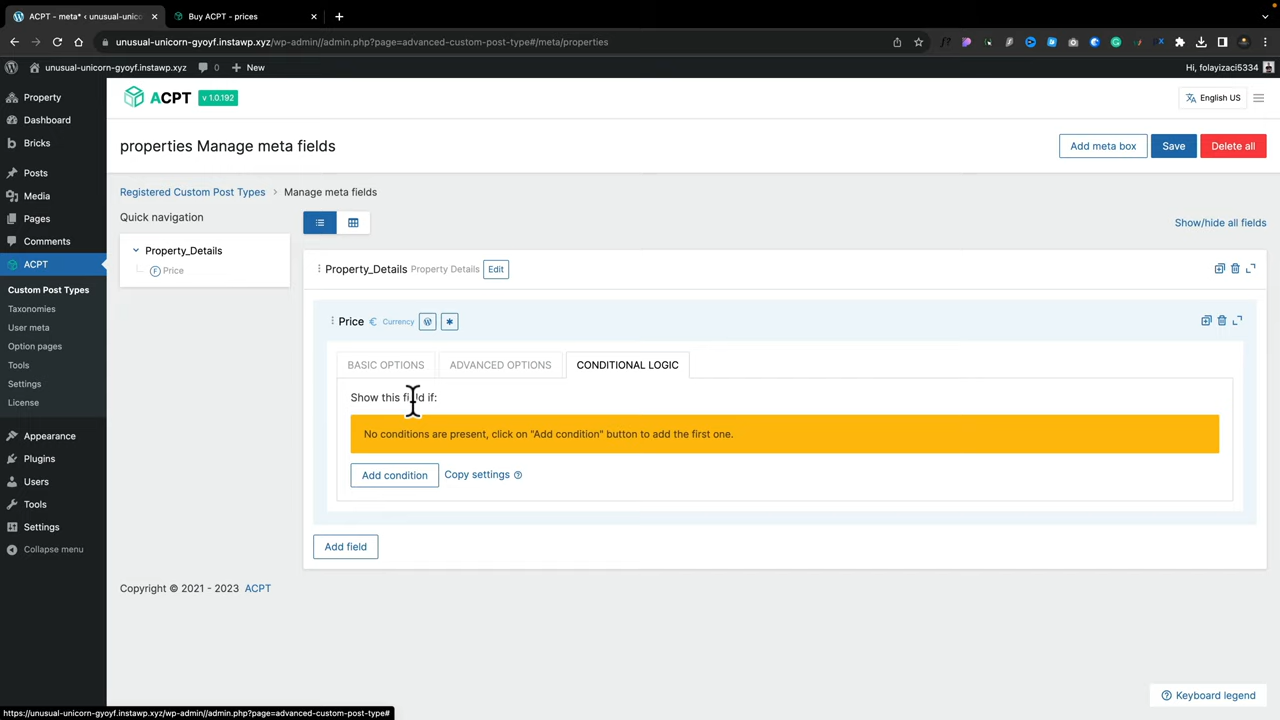 ACPT - meta* ‹ unusual-unico
Buy ACPT - prices
unusual-unicorn-gyoyf.instawp.xyz/wp-admin//admin.php?page=advanced-custom-post-type#/meta/properties
unusual-unicorn-gyoyf.instawp.xyz
0
New
Hi, folayizaci5334
Property
Dashboard
Bricks
Posts
Media
Pages
Comments
ACPT
Custom Post Types
Taxonomies
User meta
Option pages
Tools
Settings
License
Appearance
Plugins
Users
Tools
Settings
Collapse menu
ACPT v 1.0.192
English US
properties Manage meta fields
Add meta box
Save
Delete all
Registered Custom Post Types > Manage meta fields
Quick navigation
Property_Details
F Price
Show/hide all fields
Property_Details Property Details Edit
Price € Currency
BASIC OPTIONS
ADVANCED OPTIONS
CONDITIONAL LOGIC
Show this field if:
No conditions are present, click on "Add condition" button to add the first one.
Add condition
Copy settings
Add field
Copyright © 2021 - 2023 ACPT
Keyboard legend
https://unusual-unicorn-gyoyf.instawp.xyz/wp-admin//admin.php?page=advanced-custom-post-type#